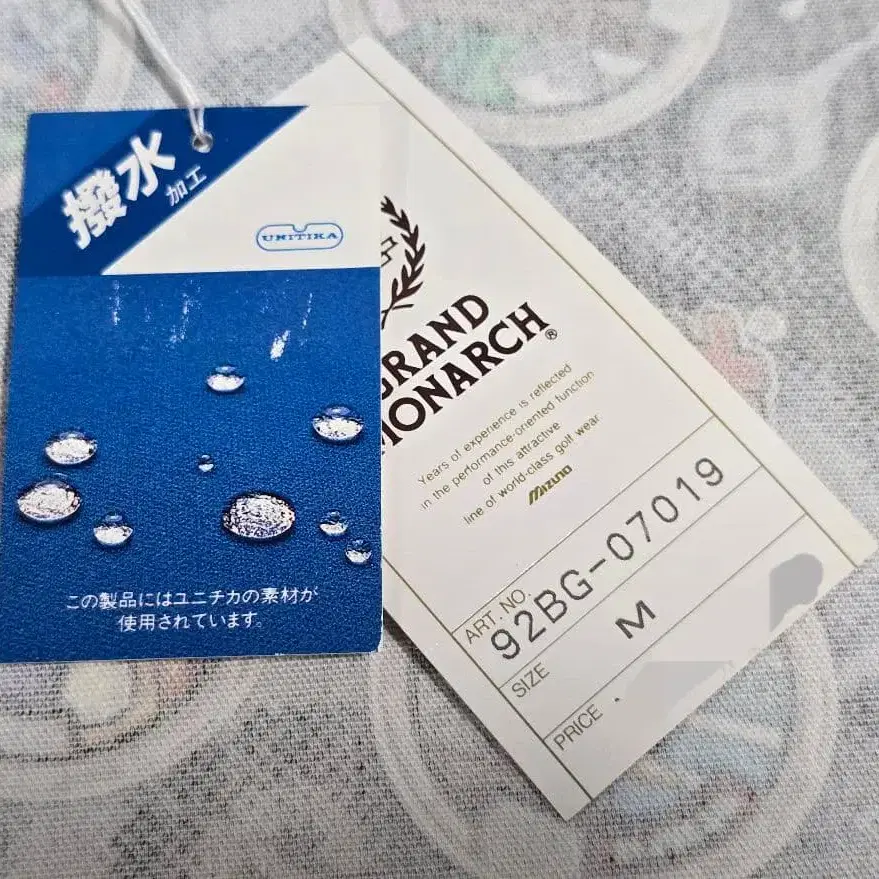 撥水
加工
UNITIKA
この製品にはユニチカの素材が
使用されています。
GRAND
MONARCH®
Years of experience is reflected
in the performance-oriented function
of this attractive
line of world-class golf wear
MIZUNO
ART. NO.
92BG-07019
SIZE M
PRICE